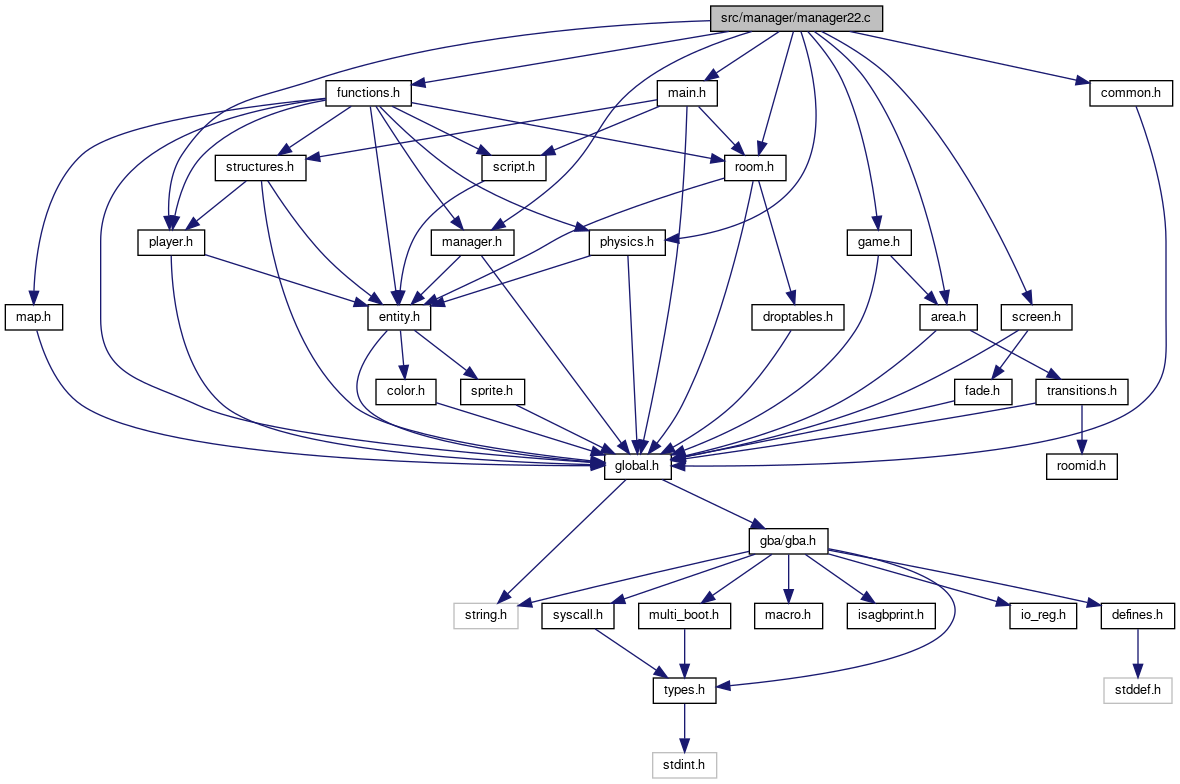 src/manager/manager22.c
functions.h
main.h
common.h
structures.h
script.h
room.h
player.h
manager.h
physics.h
game.h
map.h
entity.h
droptables.h
area.h
screen.h
color.h
sprite.h
fade.h
transitions.h
global.h
roomid.h
gba/gba.h
string.h
syscall.h
multi_boot.h
macro.h
isagbprint.h
io_reg.h
defines.h
types.h
stddef.h
stdint.h